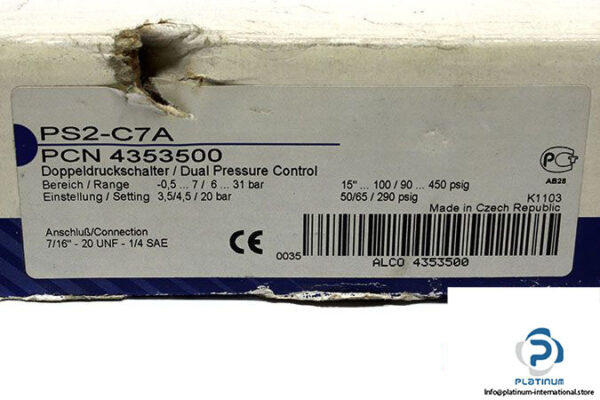 PS2-C7A
PCN 4353500
Doppeldruckschalter / Dual Pressure Control
Bereich / Range -0,5 ... 7 / 6 ... 31 bar 15" ... 100 / 90 ... 450 psig
Einstellung / Setting 3,5/4,5 / 20 bar 50/65 / 290 psig
AB28
K1103
Made in Czech Republic
Anschluß/Connection
7/16" - 20 UNF - 1/4 SAE
CE 0035
ALCO 4353500
PLATINUM
Info@platinum-international.store